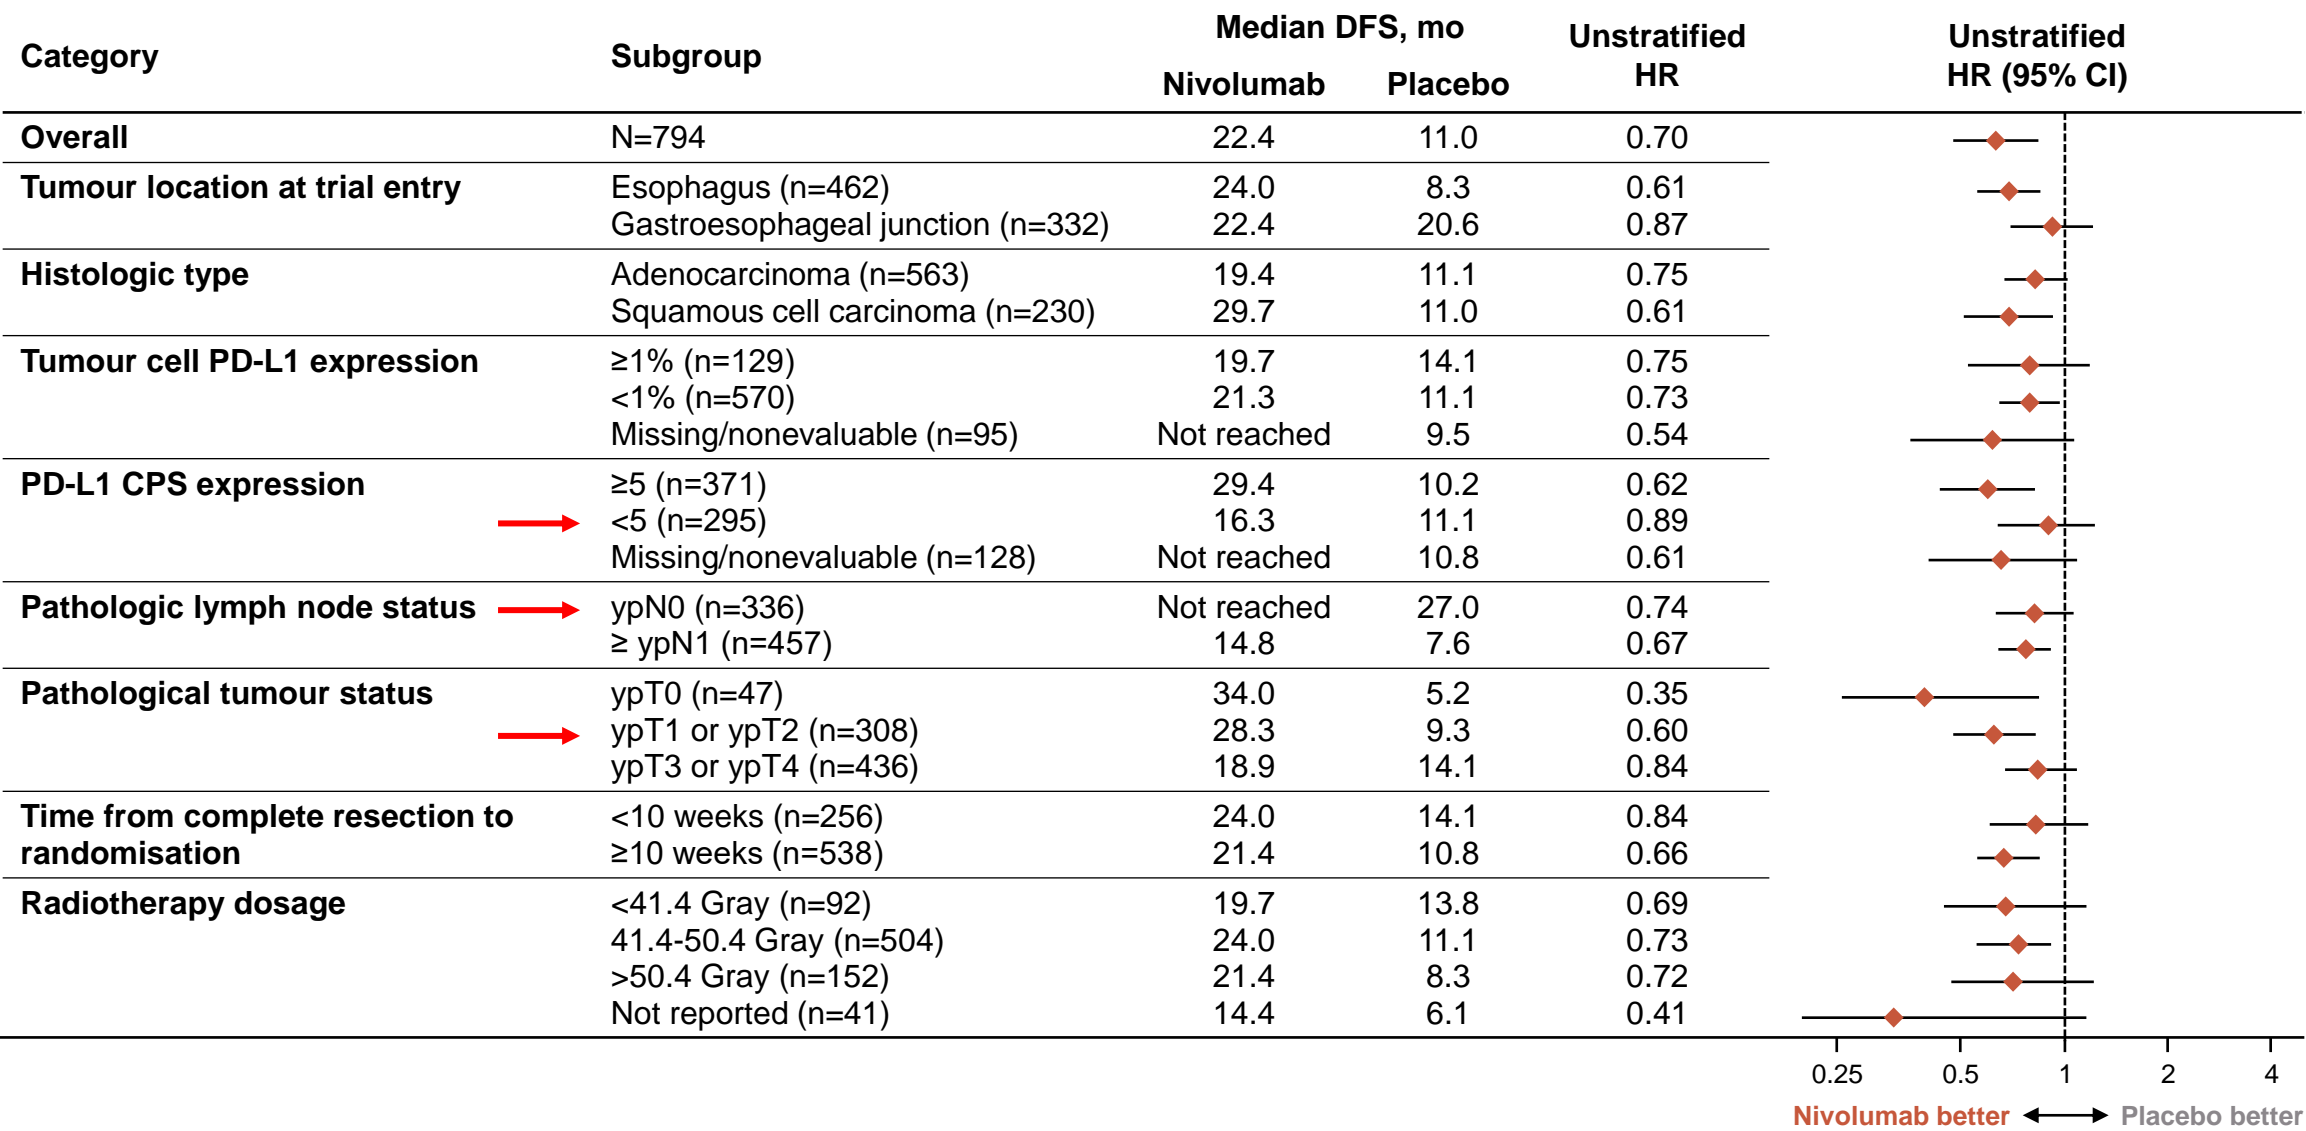 Category Subgroup Median DFS, mo Unstratified HR Unstratified HR (95% CI)
Nivolumab Placebo
Overall N=794 22.4 11.0 0.70
Tumour location at trial entry Esophagus (n=462) 24.0 8.3 0.61
Gastroesophageal junction (n=332) 22.4 20.6 0.87
Histologic type Adenocarcinoma (n=563) 19.4 11.1 0.75
Squamous cell carcinoma (n=230) 29.7 11.0 0.61
Tumour cell PD-L1 expression ≥1% (n=129) 19.7 14.1 0.75
<1% (n=570) 21.3 11.1 0.73
Missing/nonevaluable (n=95) Not reached 9.5 0.54
PD-L1 CPS expression ≥5 (n=371) 29.4 10.2 0.62
<5 (n=295) 16.3 11.1 0.89
Missing/nonevaluable (n=128) Not reached 10.8 0.61
Pathologic lymph node status ypN0 (n=336) Not reached 27.0 0.74
≥ ypN1 (n=457) 14.8 7.6 0.67
Pathological tumour status ypT0 (n=47) 34.0 5.2 0.35
ypT1 or ypT2 (n=308) 28.3 9.3 0.60
ypT3 or ypT4 (n=436) 18.9 14.1 0.84
Time from complete resection to <10 weeks (n=256) 24.0 14.1 0.84
randomisation ≥10 weeks (n=538) 21.4 10.8 0.66
Radiotherapy dosage <41.4 Gray (n=92) 19.7 13.8 0.69
41.4-50.4 Gray (n=504) 24.0 11.1 0.73
>50.4 Gray (n=152) 21.4 8.3 0.72
Not reported (n=41) 14.4 6.1 0.41
0.25 0.5 1 2 4
Nivolumab better Placebo better